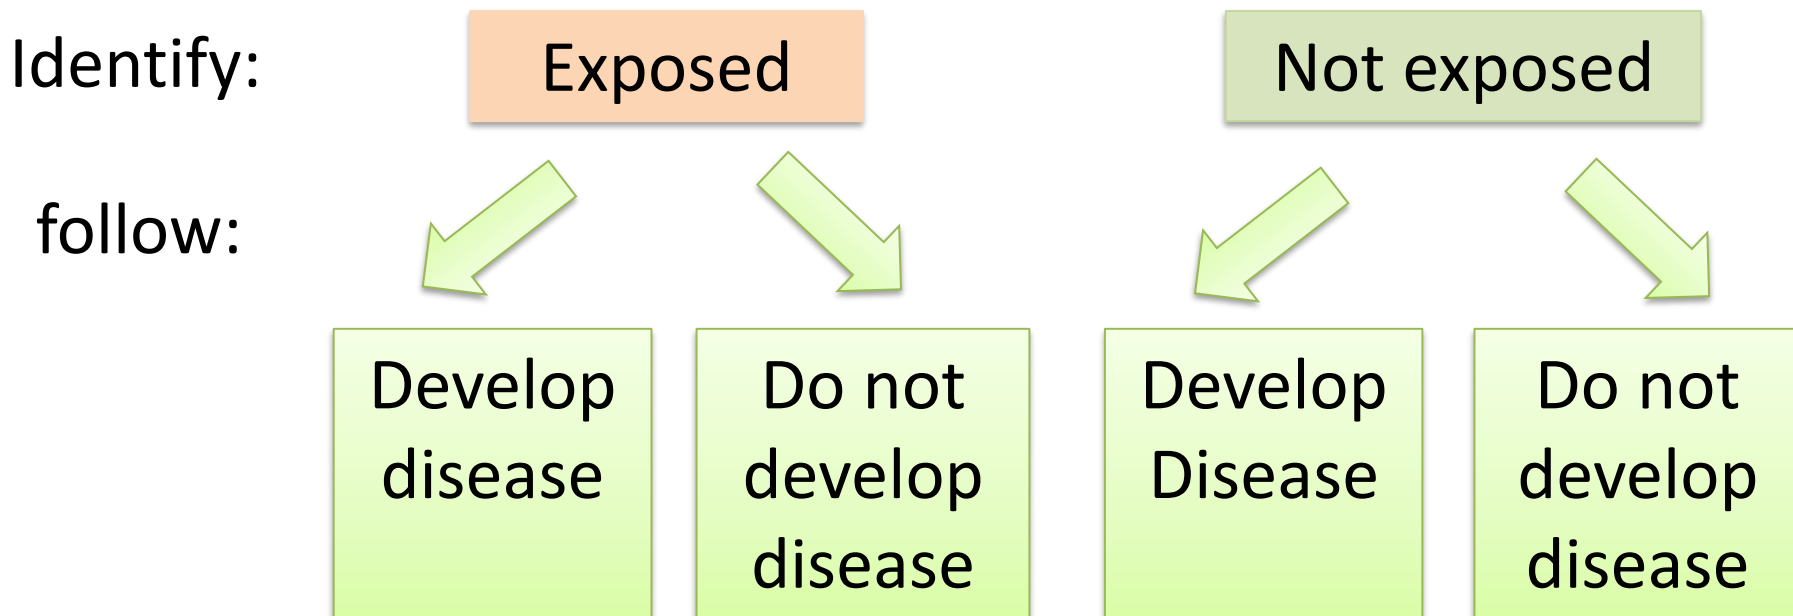 Identify:
Exposed
Not exposed
follow:
Develop
disease
Do not
develop
disease
Develop
Disease
Do not
develop
disease